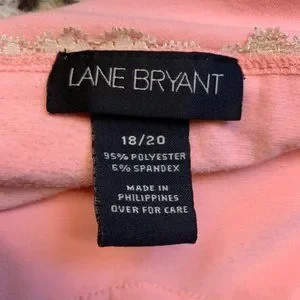 LANE BRYANT
18/20
95% POLYESTER
5% SPANDEX
MADE IN
PHILIPPINES
OVER FOR CARE